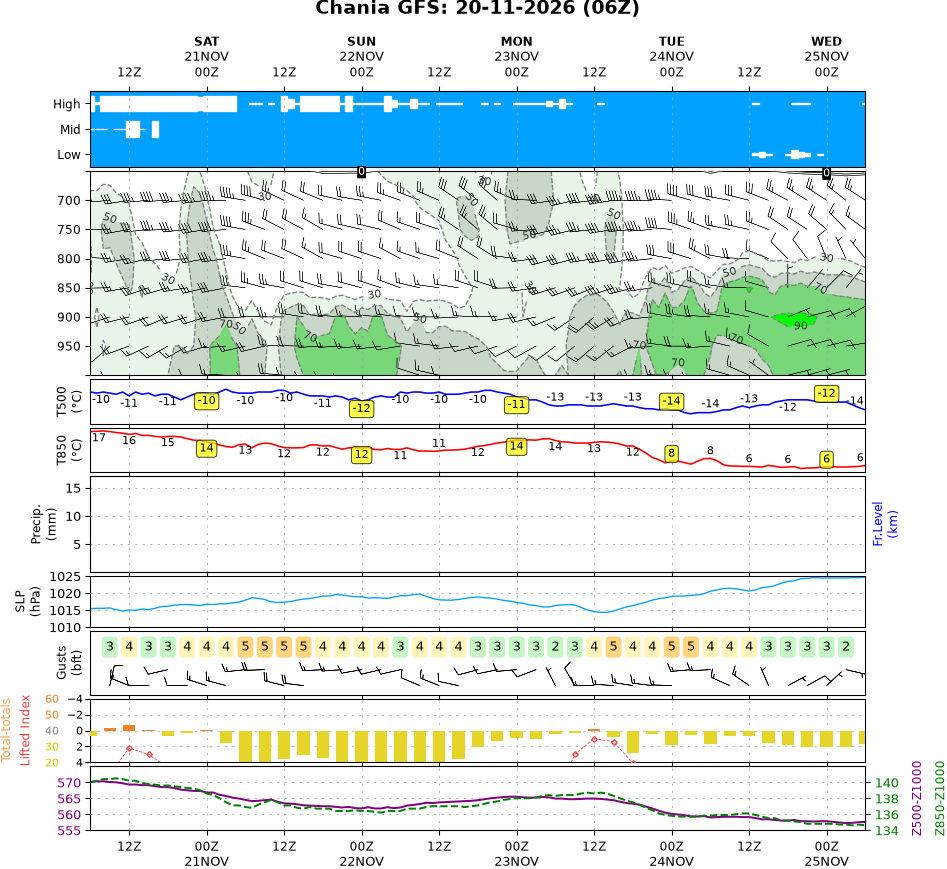 Chania GFS: 20-11-2026 (06Z)
SAT SUN MON TUE WED
21NOV 22NOV 23NOV 24NOV 25NOV
12Z 00Z 12Z 00Z 12Z 00Z 12Z 00Z 12Z 00Z
High
Mid
Low
0 0
700
750
800
850
900
950
50 30 30 70 50 30 30 70 50 50 50 70 70 50 70 30 70 90
T500
(°C)
-10 -11 -11 -10 -10 -10 -11 -12 -10 -10 -10 -11 -13 -13 -13 -14 -14 -13 -12 -12 -14
T850
(°C)
17 16 15 14 13 12 12 12 11 11 12 14 14 13 12 8 8 6 6 6 6
Precip.
(mm)
15
10
5
Fr.Level
(km)
SLP
(hPa)
1025
1020
1015
1010
Gusts
(bft)
3 4 3 3 4 4 4 5 5 5 5 4 4 4 4 3 4 4 4 3 3 3 3 2 3 4 5 4 4 5 5 4 4 4 3 3 3 3 2
Total-totals
Lifted Index
60 −4
50 −2
40 0
30 2
20 4
570
565
560
555
140
138
136
134
Z500-Z1000
Z850-Z1000
12Z 00Z 12Z 00Z 12Z 00Z 12Z 00Z 12Z 00Z
21NOV 22NOV 23NOV 24NOV 25NOV